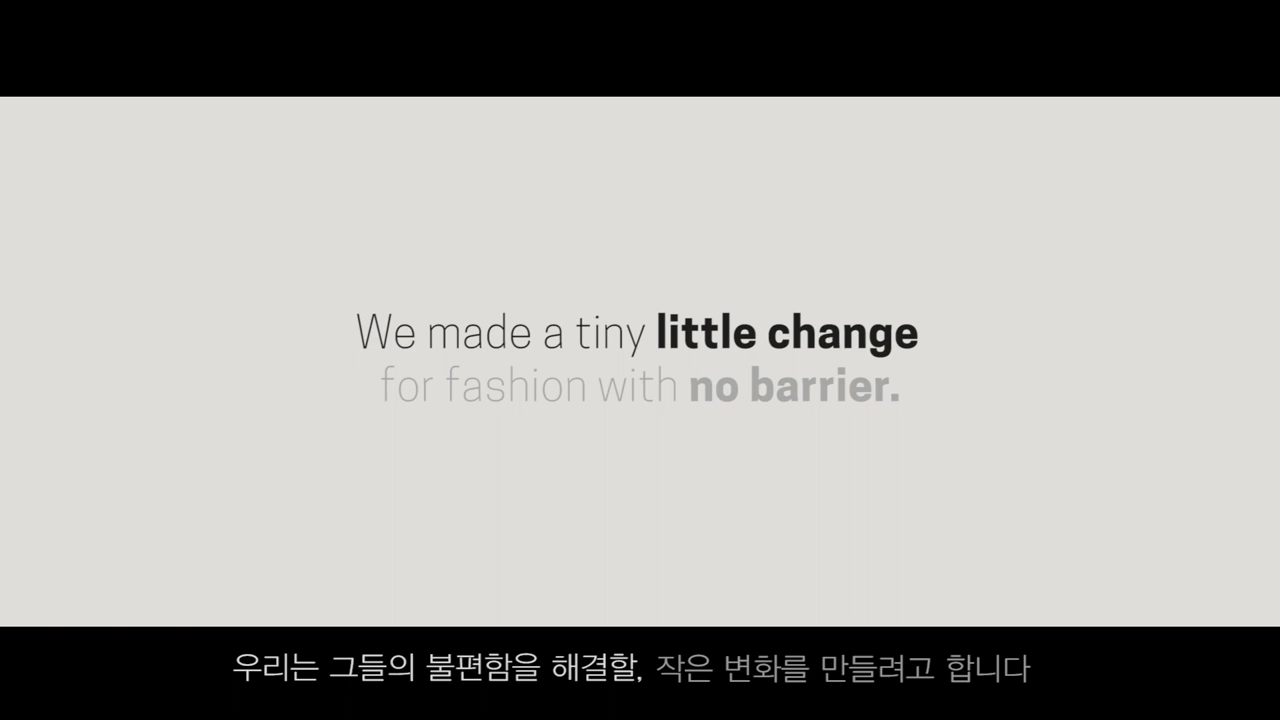 We made a tiny little change
for fashion with no barrier.
우리는 그들의 불편함을 해결할, 작은 변화를 만들려고 합니다